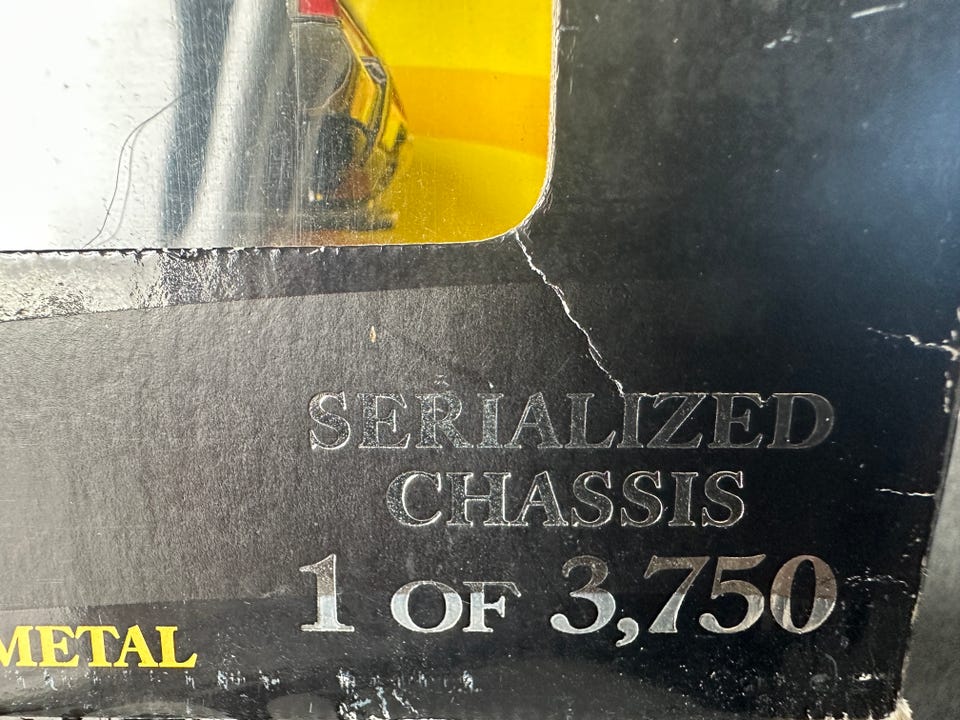 SERIALIZED
CHASSIS
1 OF 3,750
METAL